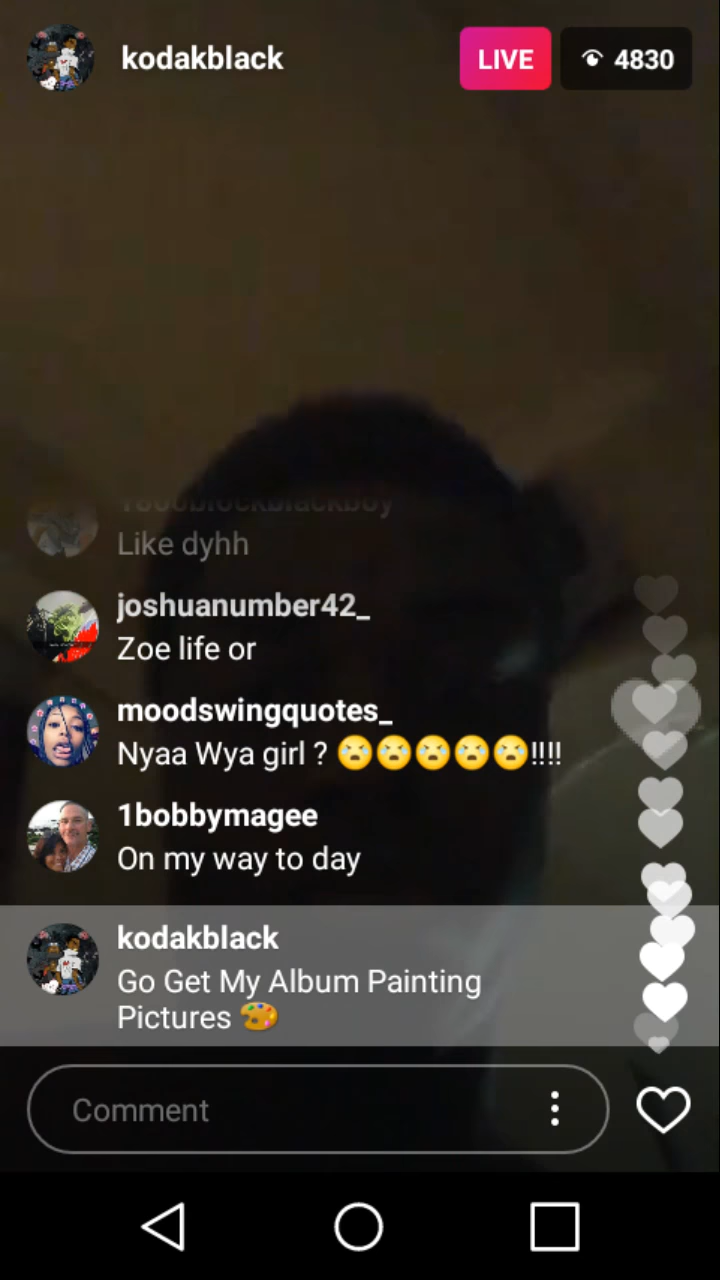 kodakblack
LIVE
4830
Like dyhh
joshuanumber42_
Zoe life or
moodswingquotes_
Nyaa Wya girl ? 😭😭😭😭😭!!!!
1bobbymagee
On my way to day
kodakblack
Go Get My Album Painting
Pictures 🎨
Comment